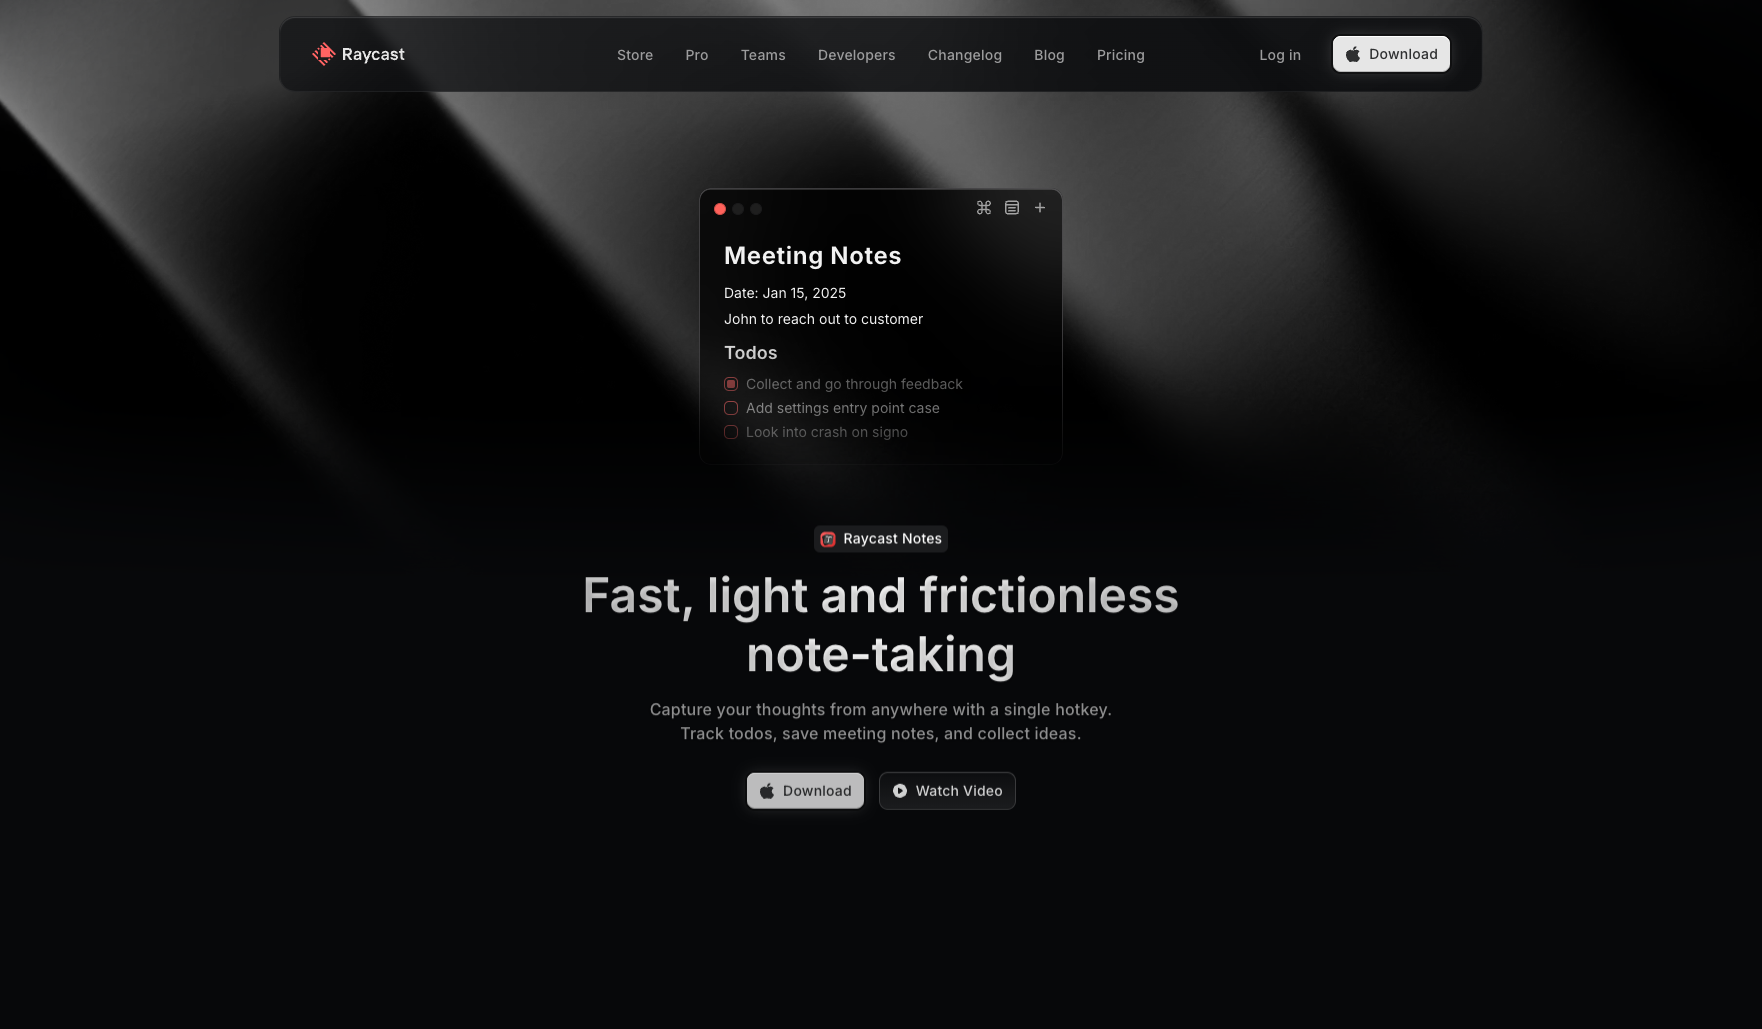 Raycast
Store
Pro
Teams
Developers
Changelog
Blog
Pricing
Log in
Download
Meeting Notes
Date: Jan 15, 2025
John to reach out to customer
Todos
Collect and go through feedback
Add settings entry point case
Look into crash on signo
Raycast Notes
Fast, light and frictionless
note-taking
Capture your thoughts from anywhere with a single hotkey.
Track todos, save meeting notes, and collect ideas.
Download
Watch Video